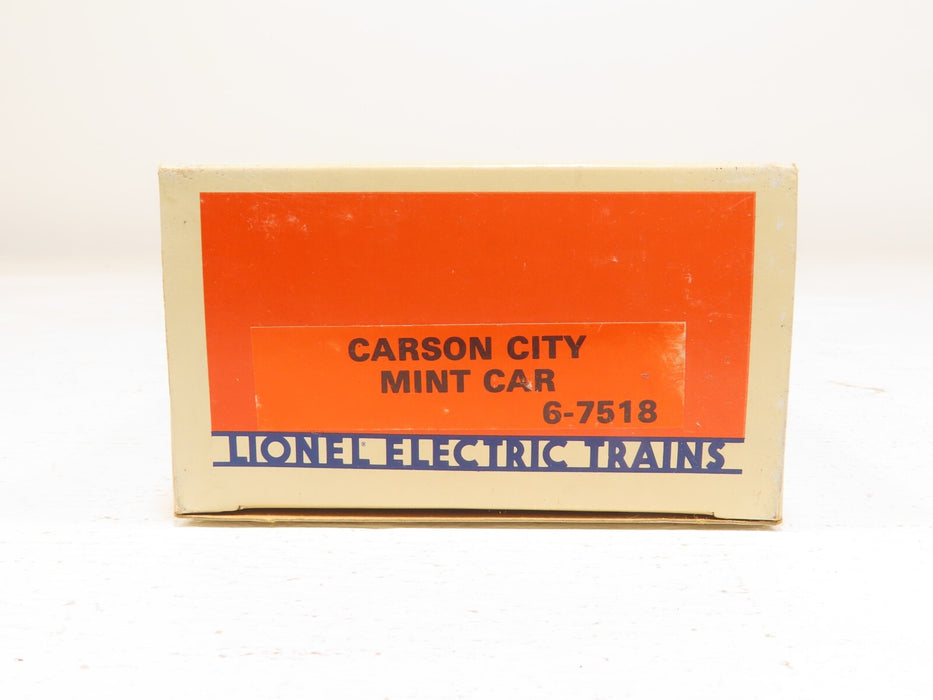 CARSON CITY
MINT CAR
6-7518
LIONEL® ELECTRIC TRAINS